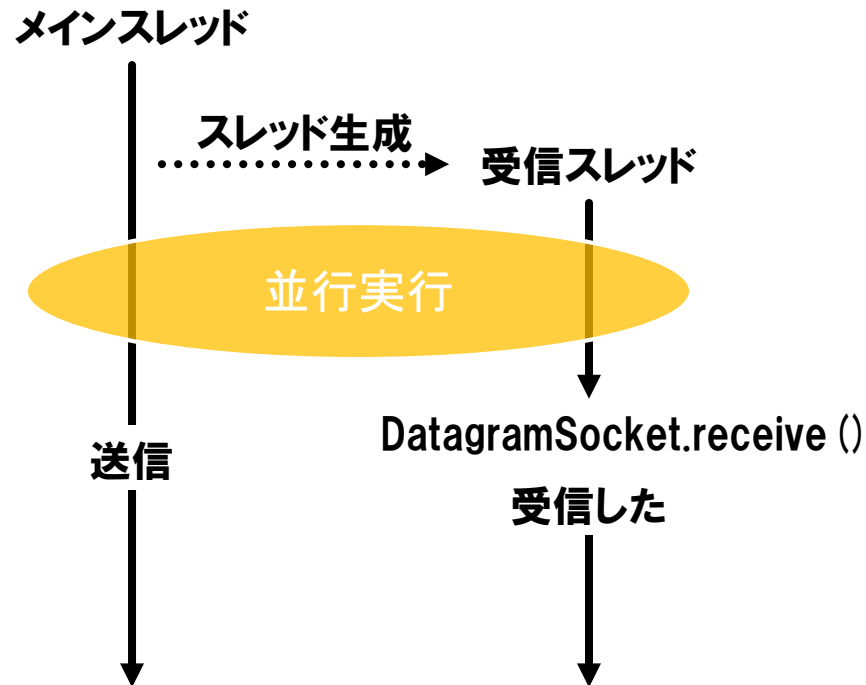 メインスレッド
スレッド生成
受信スレッド
並行実行
DatagramSocket.receive()
送信
受信した